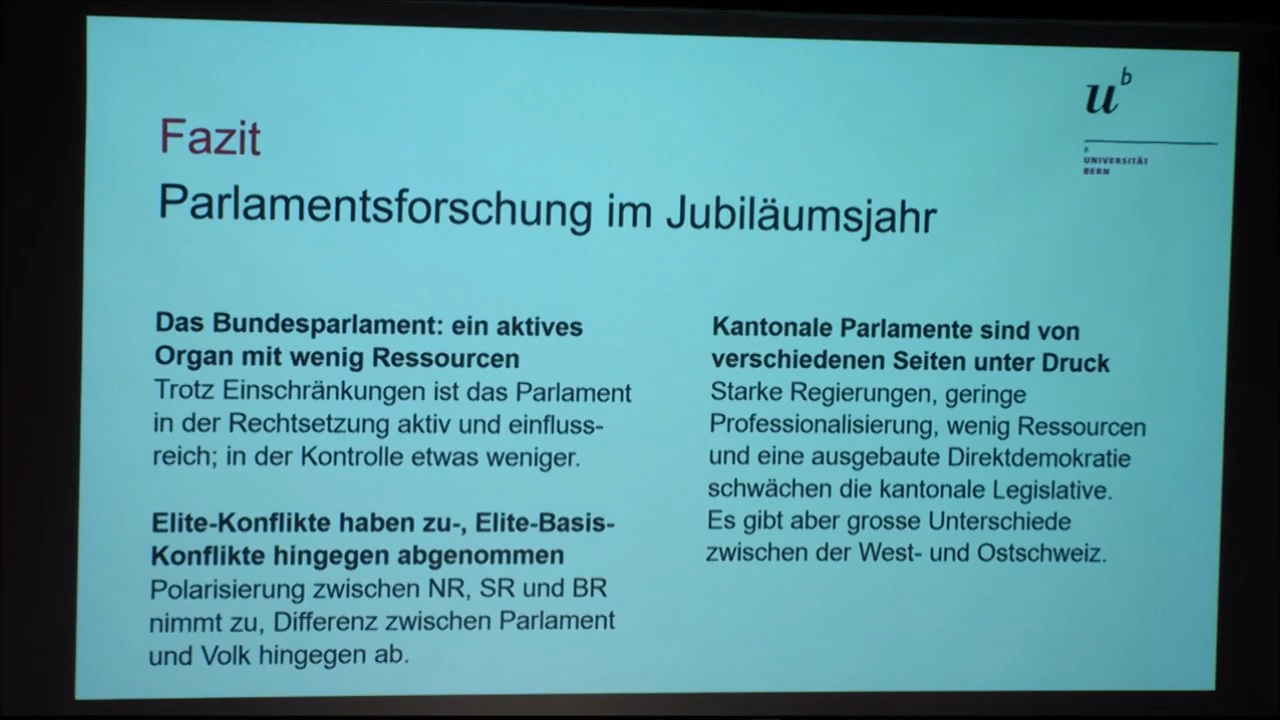 Fazit
Parlamentsforschung im Jubiläumsjahr
u
b
b
UNIVERSITÄT
BERN
Das Bundesparlament: ein aktives
Organ mit wenig Ressourcen
Trotz Einschränkungen ist das Parlament
in der Rechtsetzung aktiv und einfluss-
reich; in der Kontrolle etwas weniger.
Elite-Konflikte haben zu-, Elite-Basis-
Konflikte hingegen abgenommen
Polarisierung zwischen NR, SR und BR
nimmt zu, Differenz zwischen Parlament
und Volk hingegen ab.
Kantonale Parlamente sind von
verschiedenen Seiten unter Druck
Starke Regierungen, geringe
Professionalisierung, wenig Ressourcen
und eine ausgebaute Direktdemokratie
schwächen die kantonale Legislative.
Es gibt aber grosse Unterschiede
zwischen der West- und Ostschweiz.